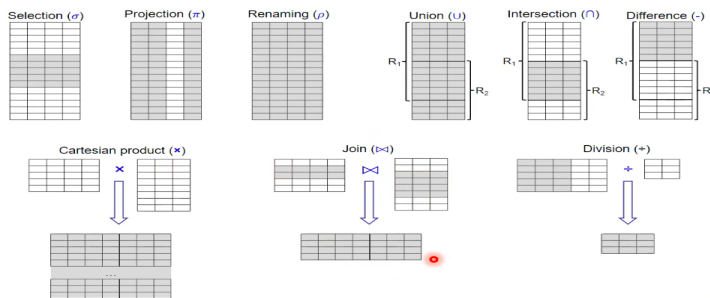 Selection (σ)
Projection (π)
Renaming (ρ)
Union (∪)
Intersection (∩)
Difference (-)
R1
R2
R1
R2
R1
R
Cartesian product (×)
Join (⋈)
Division (÷)
×
⋈
÷
...